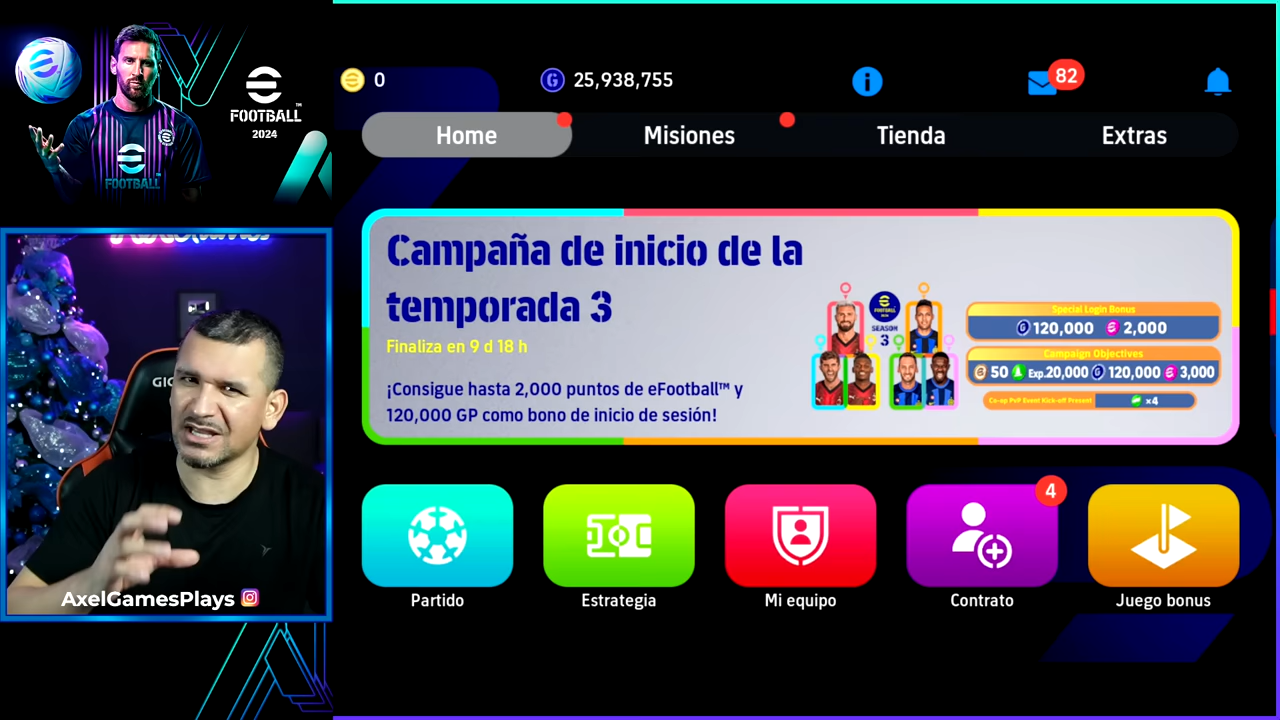 FOOTBALL™
2024
FOOTBALL
GIG
AxelGamesPlays
0
25,938,755
82
Home
Misiones
Tienda
Extras
Campaña de inicio de la
temporada 3
Finaliza en 9 d 18 h
¡Consigue hasta 2,000 puntos de eFootball™ y
120,000 GP como bono de inicio de sesión!
SEASON
3
Special Login Bonus
120,000 2,000
Campaign Objectives
50 Exp.20,000 120,000 3,000
Co-op PvP Event Kick-off Present x4
4
Partido
Estrategia
Mi equipo
Contrato
Juego bonus